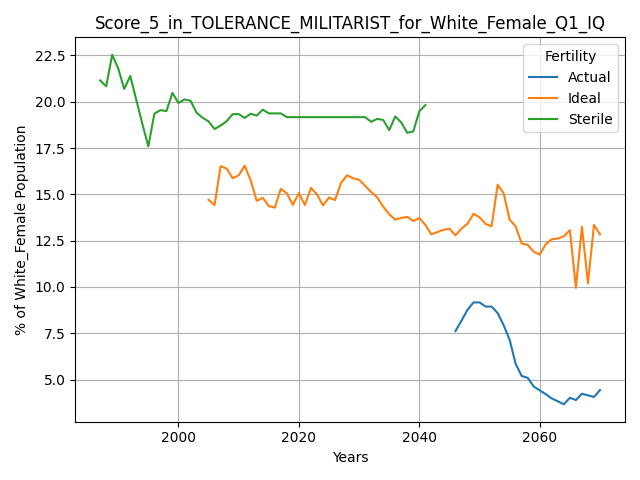 Score_5_in_TOLERANCE_MILITARIST_for_White_Female_Q1_IQ
Fertility
Actual
Ideal
Sterile
% of White_Female Population
22.5
20.0
17.5
15.0
12.5
10.0
7.5
5.0
2000
2020
2040
2060
Years